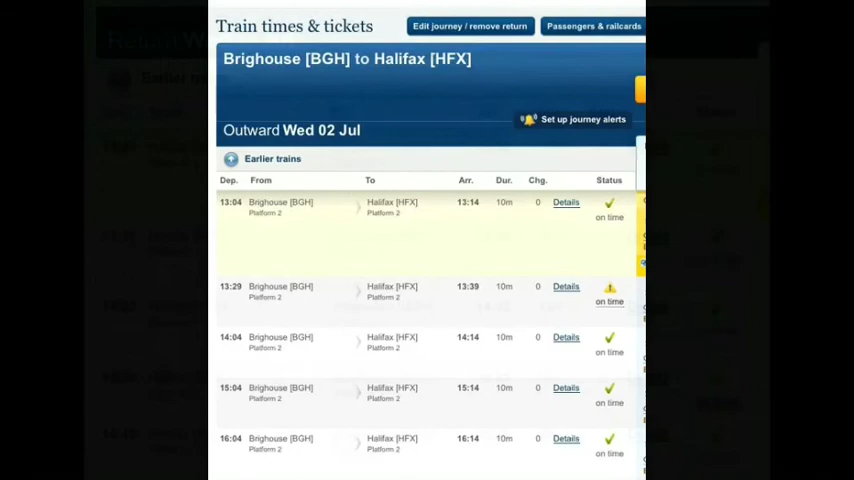 Train times & tickets
Edit journey / remove return
Passengers & railcards
Brighouse [BGH] to Halifax [HFX]
Set up journey alerts
Outward Wed 02 Jul
Earlier trains
Dep. From To Arr. Dur. Chg. Status
13:04 Brighouse [BGH] Halifax [HFX] 13:14 10m 0 Details
Platform 2 Platform 2 on time
13:29 Brighouse [BGH] Halifax [HFX] 13:39 10m 0 Details
Platform 2 Platform 2 on time
14:04 Brighouse [BGH] Halifax [HFX] 14:14 10m 0 Details
Platform 2 Platform 2 on time
15:04 Brighouse [BGH] Halifax [HFX] 15:14 10m 0 Details
Platform 2 Platform 2 on time
16:04 Brighouse [BGH] Halifax [HFX] 16:14 10m 0 Details
Platform 2 Platform 2 on time